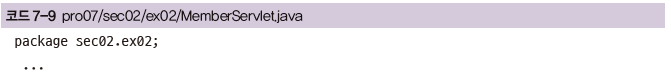 코드 7-9 pro07/sec02/ex02/MemberServlet.java
package sec02.ex02;
...